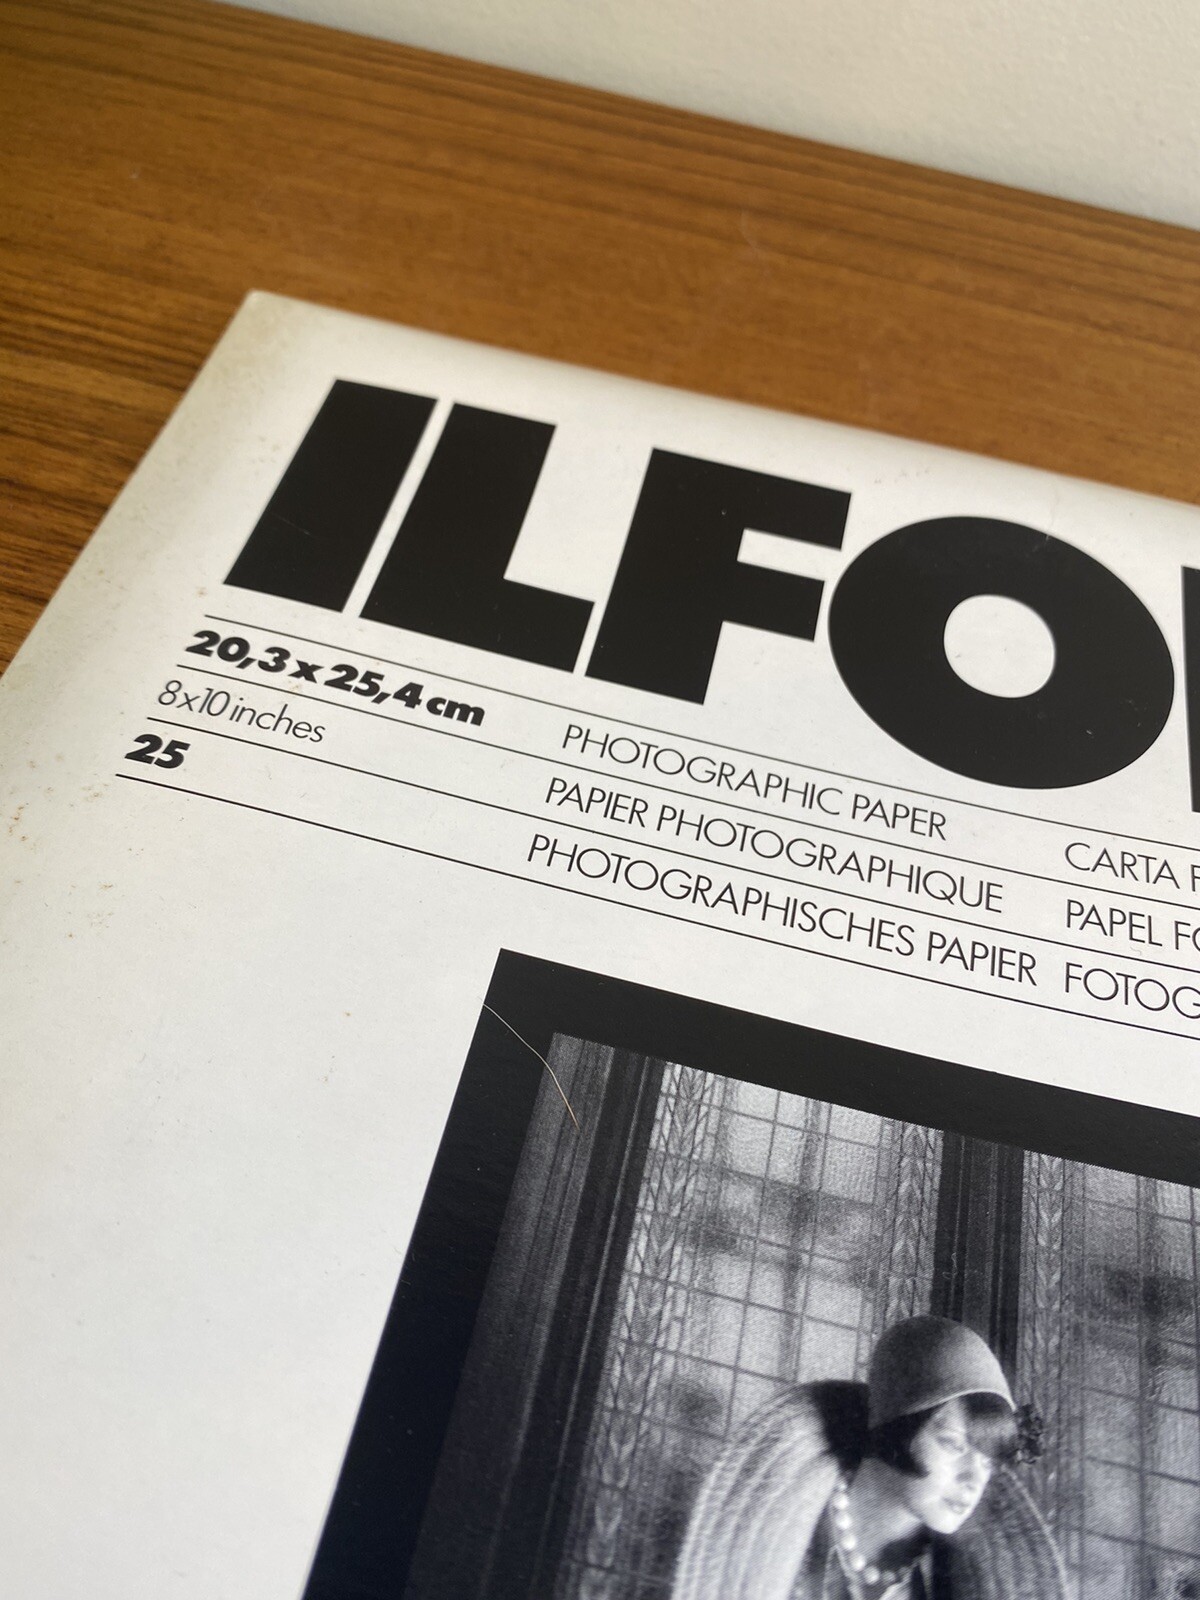 ILFO
20,3 x 25,4 cm
8x10 inches
25
PHOTOGRAPHIC PAPER
PAPIER PHOTOGRAPHIQUE
PHOTOGRAPHISCHES PAPIER
CARTA F
PAPEL FO
FOTOG